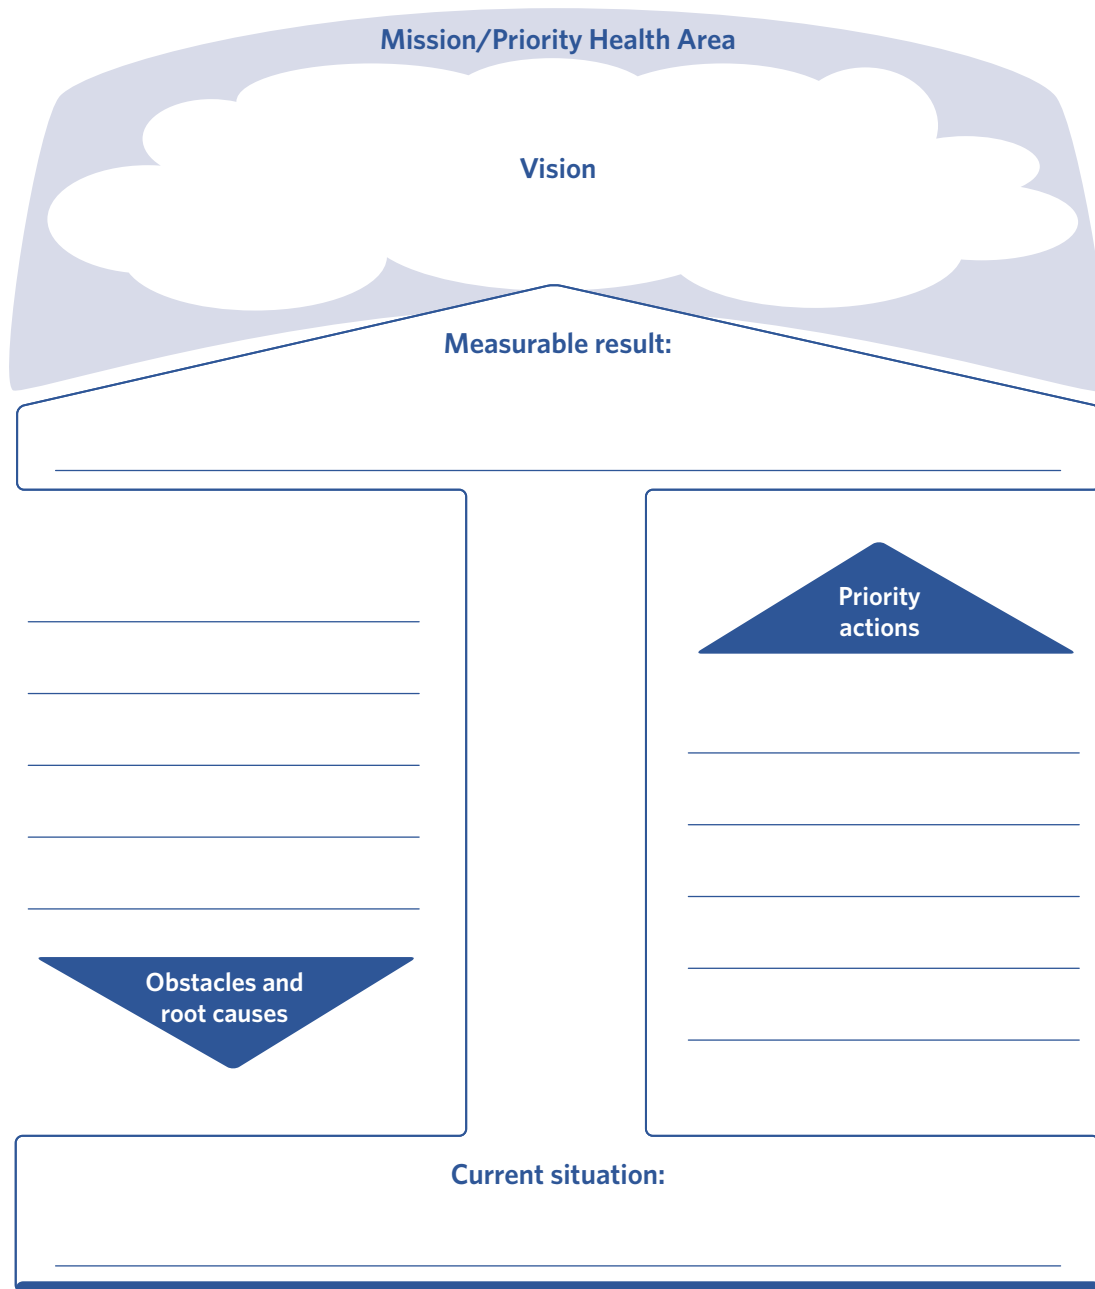 Mission/Priority Health Area
Vision
Measurable result:
Priority
actions
Obstacles and
root causes
Current situation: